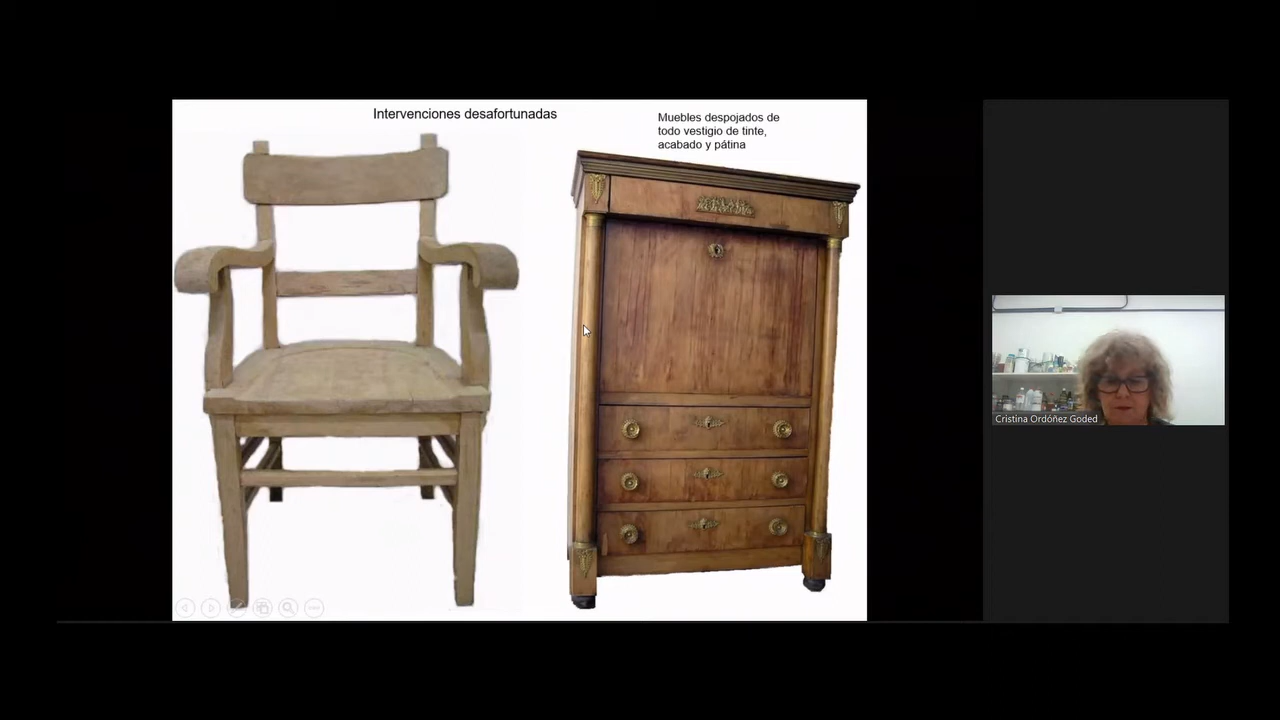 Intervenciones desafortunadas
Muebles despojados de
todo vestigio de tinte,
acabado y pátina
Cristina Ordóñez Goded